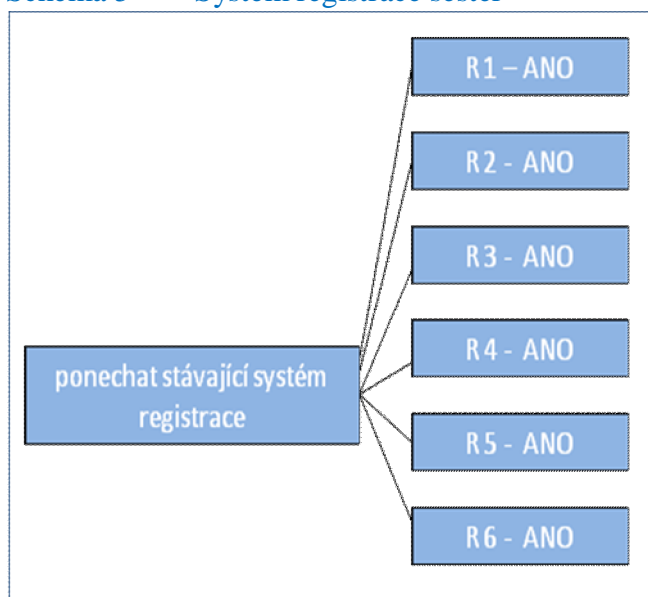 R1 – ANO
R2 - ANO
R3 - ANO
R4 - ANO
ponechat stávající systém
registrace
R5 - ANO
R6 - ANO